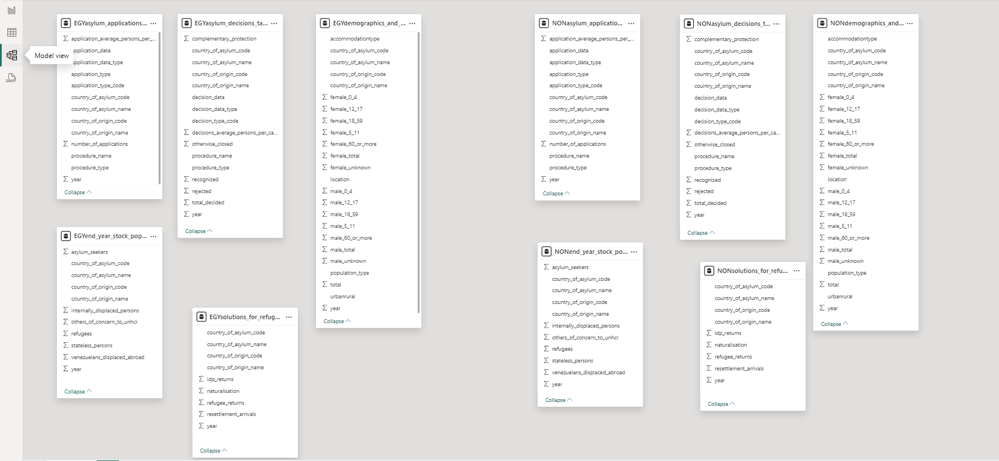 Model view
EGYasylum_applications...
application_average_persons_per_...
application_data
application_data_type
application_type
application_type_code
country_of_asylum_code
country_of_asylum_name
country_of_origin_code
country_of_origin_name
number_of_applications
procedure_name
procedure_type
year
Collapse
EGYasylum_decisions_ta...
complementary_protection
country_of_asylum_code
country_of_asylum_name
country_of_origin_code
country_of_origin_name
decision_data
decision_data_type
decision_type_code
decisions_average_persons_per_ca...
otherwise_closed
procedure_name
procedure_type
recognized
rejected
total_decided
year
Collapse
EGYdemographics_and_...
accommodationtype
country_of_asylum_code
country_of_asylum_name
country_of_origin_code
country_of_origin_name
female_0_4
female_12_17
female_18_59
female_5_11
female_60_or_more
female_total
female_unknown
location
male_0_4
male_12_17
male_18_59
male_5_11
male_60_or_more
male_total
male_unknown
population_type
total
urbanrural
year
Collapse
NONasylum_applicatio...
application_average_persons_per_...
application_data
application_data_type
application_type
application_type_code
country_of_asylum_code
country_of_asylum_name
country_of_origin_code
country_of_origin_name
number_of_applications
procedure_name
procedure_type
year
Collapse
NONasylum_decisions_t...
complementary_protection
country_of_asylum_code
country_of_asylum_name
country_of_origin_code
country_of_origin_name
decision_data
decision_data_type
decision_type_code
decisions_average_persons_per_ca...
otherwise_closed
procedure_name
procedure_type
recognized
rejected
total_decided
year
Collapse
NONdemographics_and...
accommodationtype
country_of_asylum_code
country_of_asylum_name
country_of_origin_code
country_of_origin_name
female_0_4
female_12_17
female_18_59
female_5_11
female_60_or_more
female_total
female_unknown
location
male_0_4
male_12_17
male_18_59
male_5_11
male_60_or_more
male_total
male_unknown
population_type
total
urbanrural
year
Collapse
EGYend_year_stock_pop...
asylum_seekers
country_of_asylum_code
country_of_asylum_name
country_of_origin_code
country_of_origin_name
internally_displaced_persons
others_of_concern_to_unhcr
refugees
stateless_persons
venezuelans_displaced_abroad
year
Collapse
EGYsolutions_for_refug...
country_of_asylum_code
country_of_asylum_name
country_of_origin_code
country_of_origin_name
idp_returns
naturalisation
refugee_returns
resettlement_arrivals
year
Collapse
NONend_year_stock_po...
asylum_seekers
country_of_asylum_code
country_of_asylum_name
country_of_origin_code
country_of_origin_name
internally_displaced_persons
others_of_concern_to_unhcr
refugees
stateless_persons
venezuelans_displaced_abroad
year
Collapse
NONsolutions_for_refu...
country_of_asylum_code
country_of_asylum_name
country_of_origin_code
country_of_origin_name
idp_returns
naturalisation
refugee_returns
resettlement_arrivals
year
Collapse
DAX